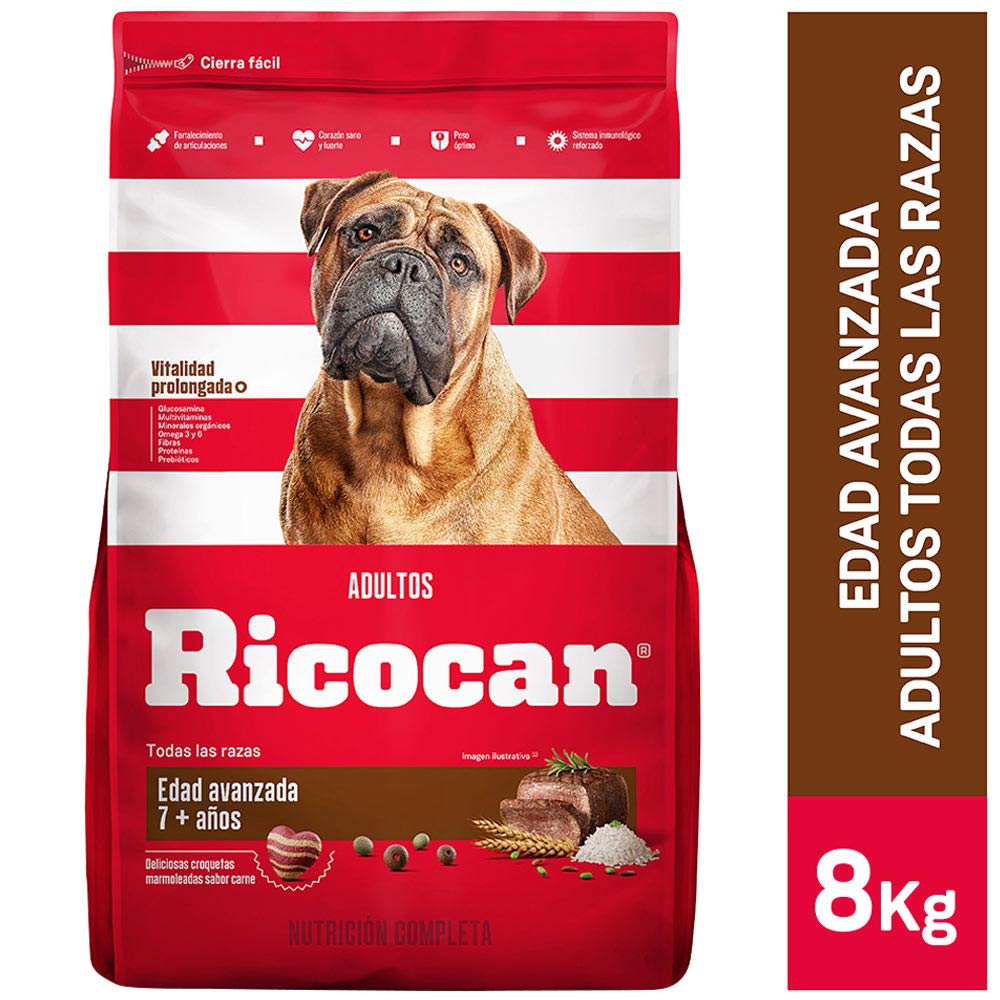 Cierra fácil
Fortalecimiento
de articulaciones
Corazón sano
y fuerte
Peso
óptimo
Sistema inmunológico
reforzado
Vitalidad
prolongada
Glucosamina
Multivitaminas
Minerales orgánicos
Omega 3 y 6
Fibras
Proteínas
Prebióticos
ADULTOS
Ricocan®
Todas las razas
Imagen ilustrativa (1)
Edad avanzada
7 + años
Deliciosas croquetas
marmoleadas sabor carne
NUTRICIÓN COMPLETA
EDAD AVANZADA
ADULTOS TODAS LAS RAZAS
8Kg